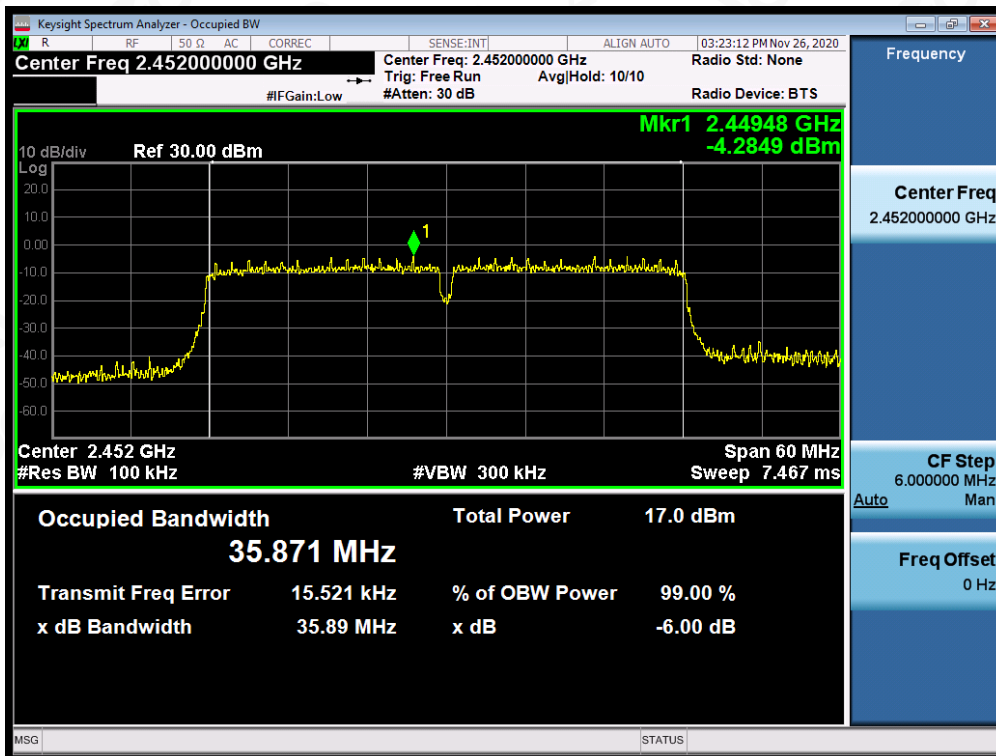 Keysight Spectrum Analyzer - Occupied BW
LXI R RF 50 Ω AC CORREC SENSE:INT ALIGN AUTO 03:23:12 PM Nov 26, 2020
Center Freq 2.452000000 GHz
#IFGain:Low
Center Freq: 2.452000000 GHz
Trig: Free Run Avg|Hold: 10/10
#Atten: 30 dB
Radio Std: None
Radio Device: BTS
Frequency
Mkr1 2.44948 GHz
-4.2849 dBm
10 dB/div Ref 30.00 dBm
Log
20.0
10.0
0.00
-10.0
-20.0
-30.0
-40.0
-50.0
-60.0
1
Center 2.452 GHz Span 60 MHz
#Res BW 100 kHz #VBW 300 kHz Sweep 7.467 ms
Occupied Bandwidth Total Power 17.0 dBm
35.871 MHz
Transmit Freq Error 15.521 kHz % of OBW Power 99.00 %
x dB Bandwidth 35.89 MHz x dB -6.00 dB
Center Freq
2.452000000 GHz
CF Step
6.000000 MHz
Auto Man
Freq Offset
0 Hz
MSG STATUS